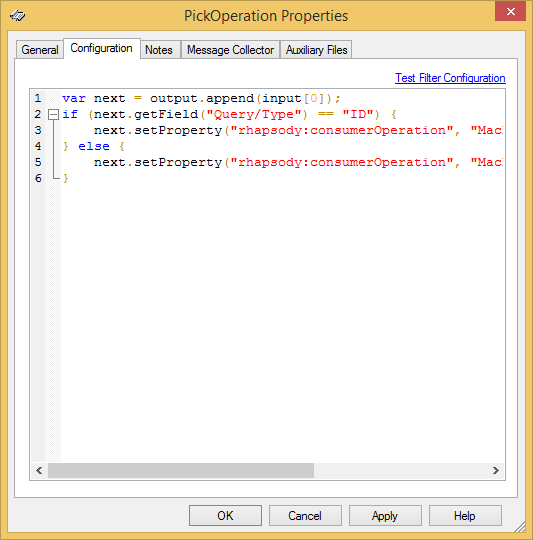 PickOperation Properties
General Configuration Notes Message Collector Auxiliary Files
Test Filter Configuration
1 var next = output.append(input[0]);
2 if (next.getField("Query/Type") == "ID") {
3 next.setProperty("rhapsody:consumerOperation",
4 } else {
5 next.setProperty("rhapsody:consumerOperation",
6 }
OK Cancel Apply Help